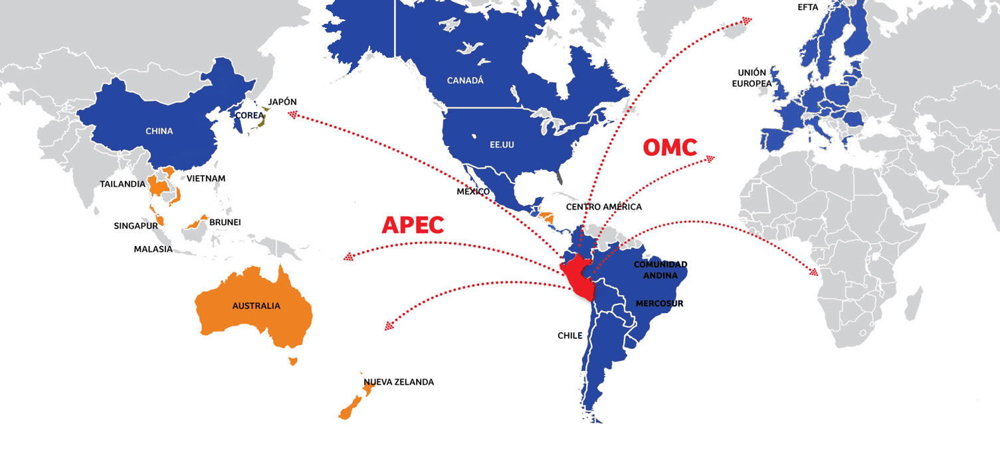 EFTA
UNIÓN
EUROPEA
CANADÁ
JAPÓN
COREA
CHINA
EE.UU
OMC
VIETNAM
TAILANDIA
MÉXICO
CENTRO AMÉRICA
BRUNEI
SINGAPUR
APEC
MALASIA
COMUNIDAD
ANDINA
AUSTRALIA
MERCOSUR
CHILE
NUEVA ZELANDA